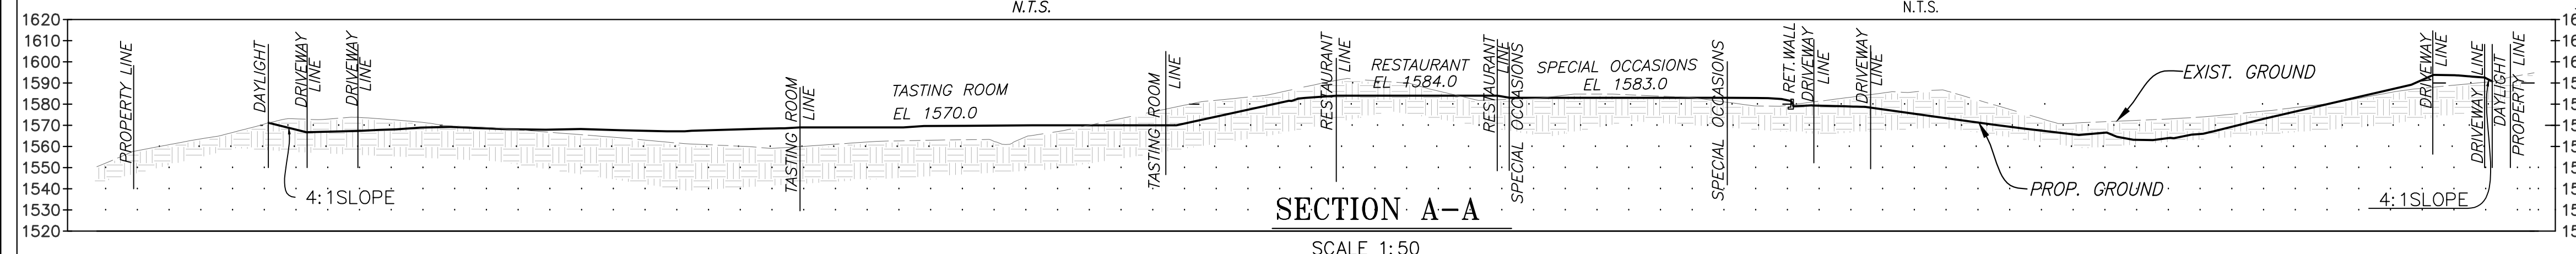 N.T.S.
N.T.S.
1620
1610
1600
1590
1580
1570
1560
1550
1540
1530
1520
PROPERTY LINE
DAYLIGHT
DRIVEWAY
LINE
DRIVEWAY
LINE
4:1SLOPE
TASTING ROOM
LINE
TASTING ROOM
EL 1570.0
TASTING ROOM
LINE
RESTAURANT
LINE
RESTAURANT
EL 1584.0
RESTAURANT
LINE
SPECIAL OCCASIONS
SPECIAL OCCASIONS
SPECIAL OCCASIONS
EL 1583.0
SPECIAL OCCASIONS
RET.WALL
DRIVEWAY
LINE
DRIVEWAY
LINE
EXIST. GROUND
PROP. GROUND
DRIVEWAY
LINE
DRIVEWAY LINE
DAYLIGHT
PROPERTY LINE
4:1SLOPE
SECTION A-A
SCALE 1:50